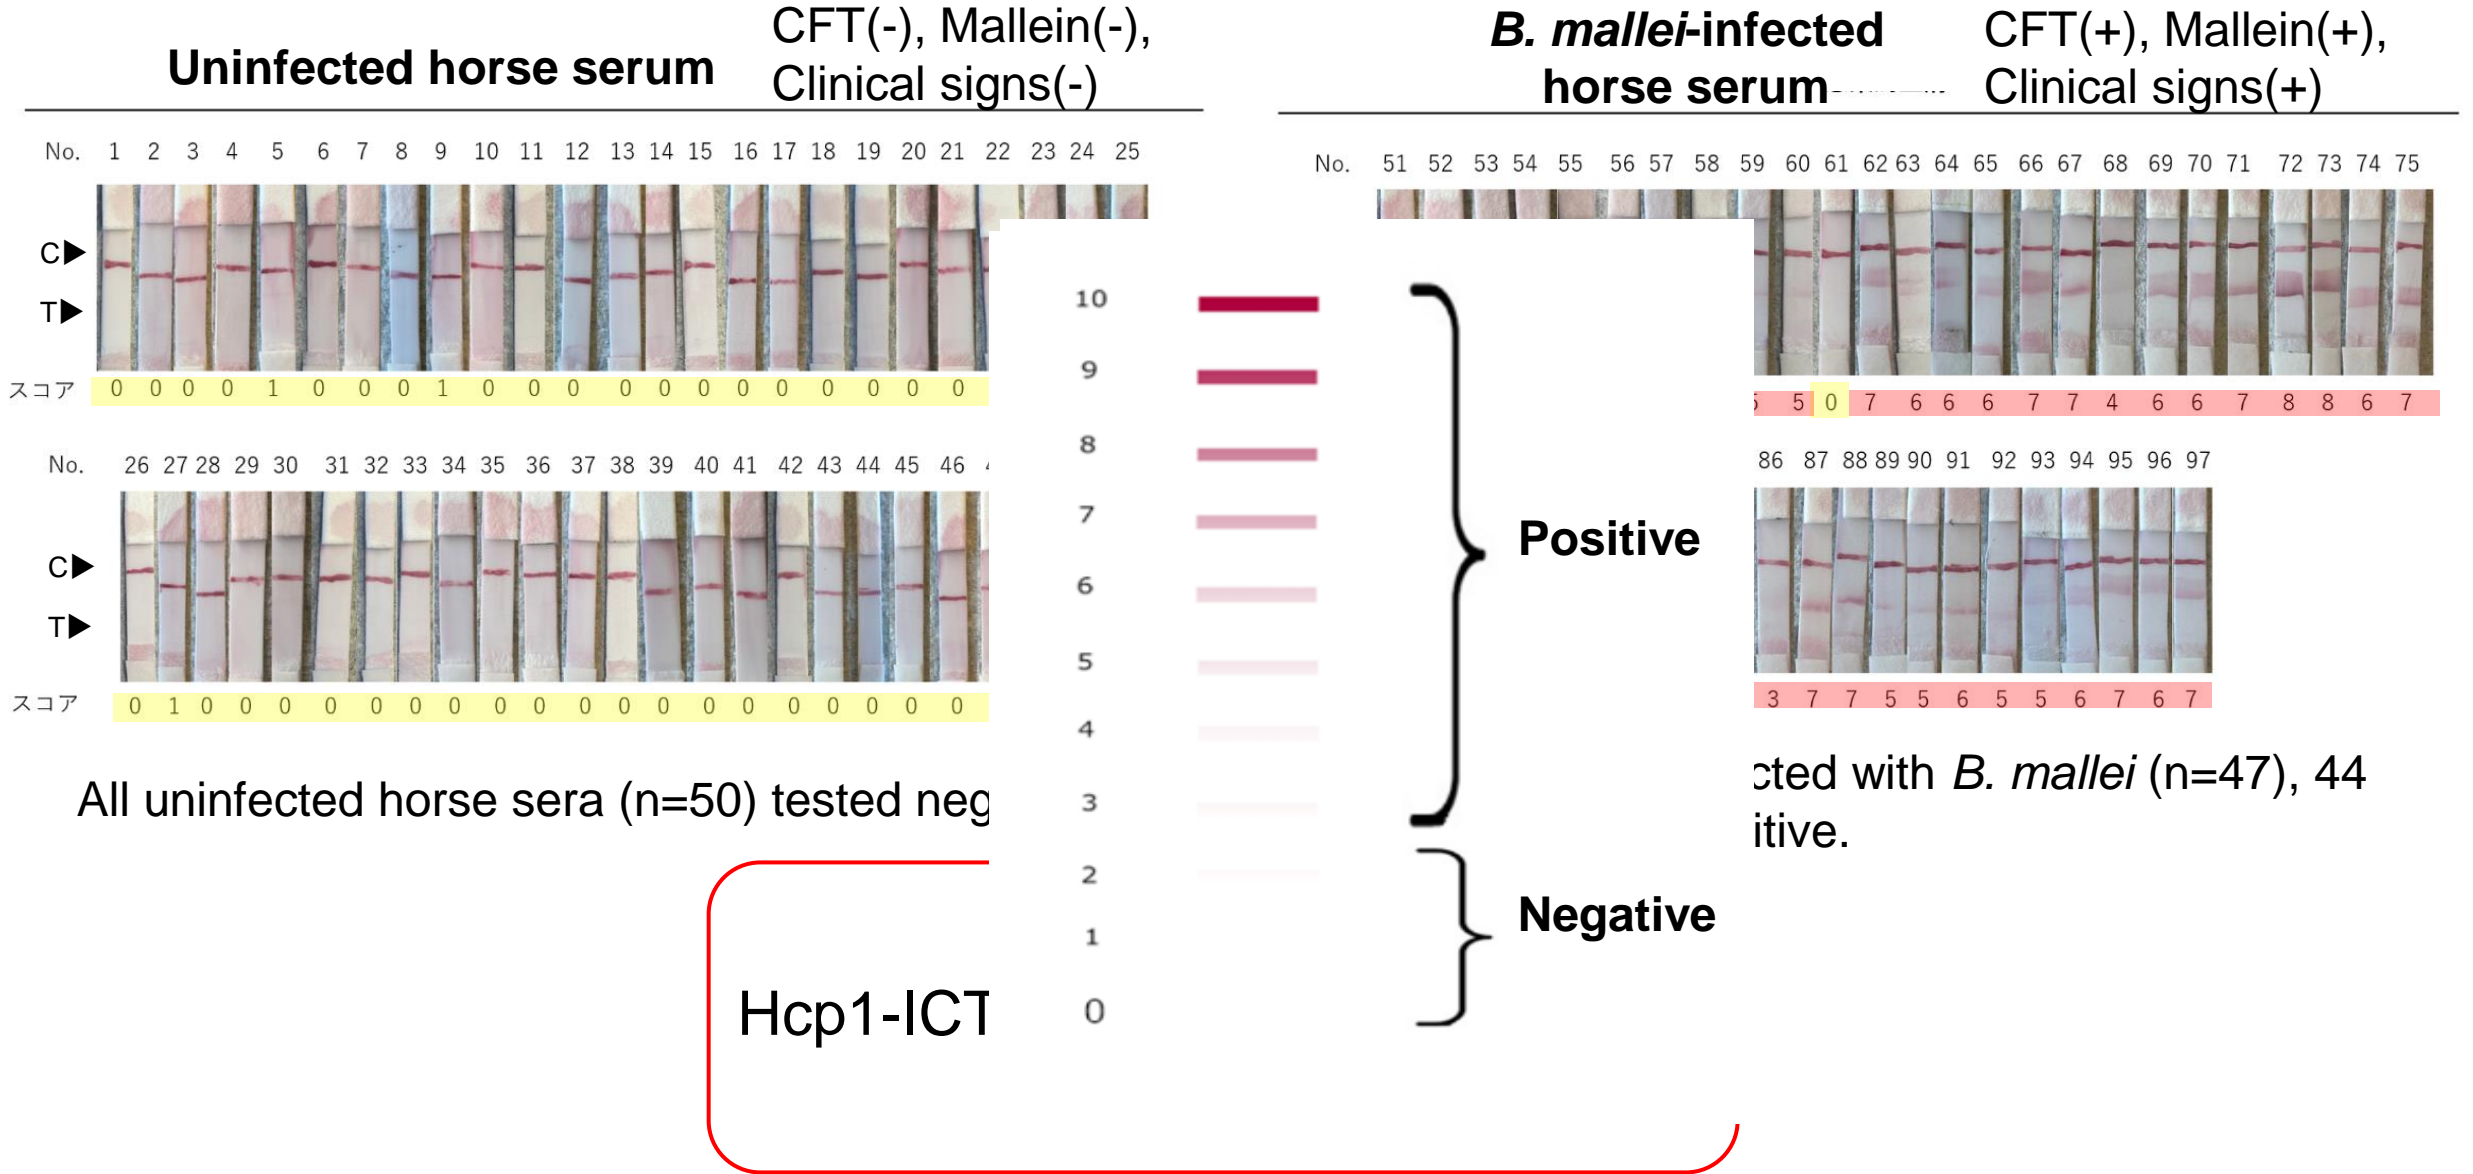 Uninfected horse serum
CFT(-), Mallein(-),
Clinical signs(-)
No. 1 2 3 4 5 6 7 8 9 10 11 12 13 14 15 16 17 18 19 20 21 22 23 24 25
C▶
T▶
スコア 0 0 0 0 1 0 0 0 1 0 0 0 0 0 0 0 0 0 0 0 0
No. 26 27 28 29 30 31 32 33 34 35 36 37 38 39 40 41 42 43 44 45 46
C▶
T▶
スコア 0 1 0 0 0 0 0 0 0 0 0 0 0 0 0 0 0 0 0 0 0
All uninfected horse sera (n=50) tested neg
B. mallei-infected
horse serum
CFT(+), Mallein(+),
Clinical signs(+)
No. 51 52 53 54 55 56 57 58 59 60 61 62 63 64 65 66 67 68 69 70 71 72 73 74 75
5 0 7 6 6 6 7 7 4 6 6 7 8 8 6 7
86 87 88 89 90 91 92 93 94 95 96 97
3 7 7 5 5 6 5 5 6 7 6 7
cted with B. mallei (n=47), 44
itive.
10
9
8
7
6
5
4
3
2
1
0
Positive
Negative
Hcp1-ICT